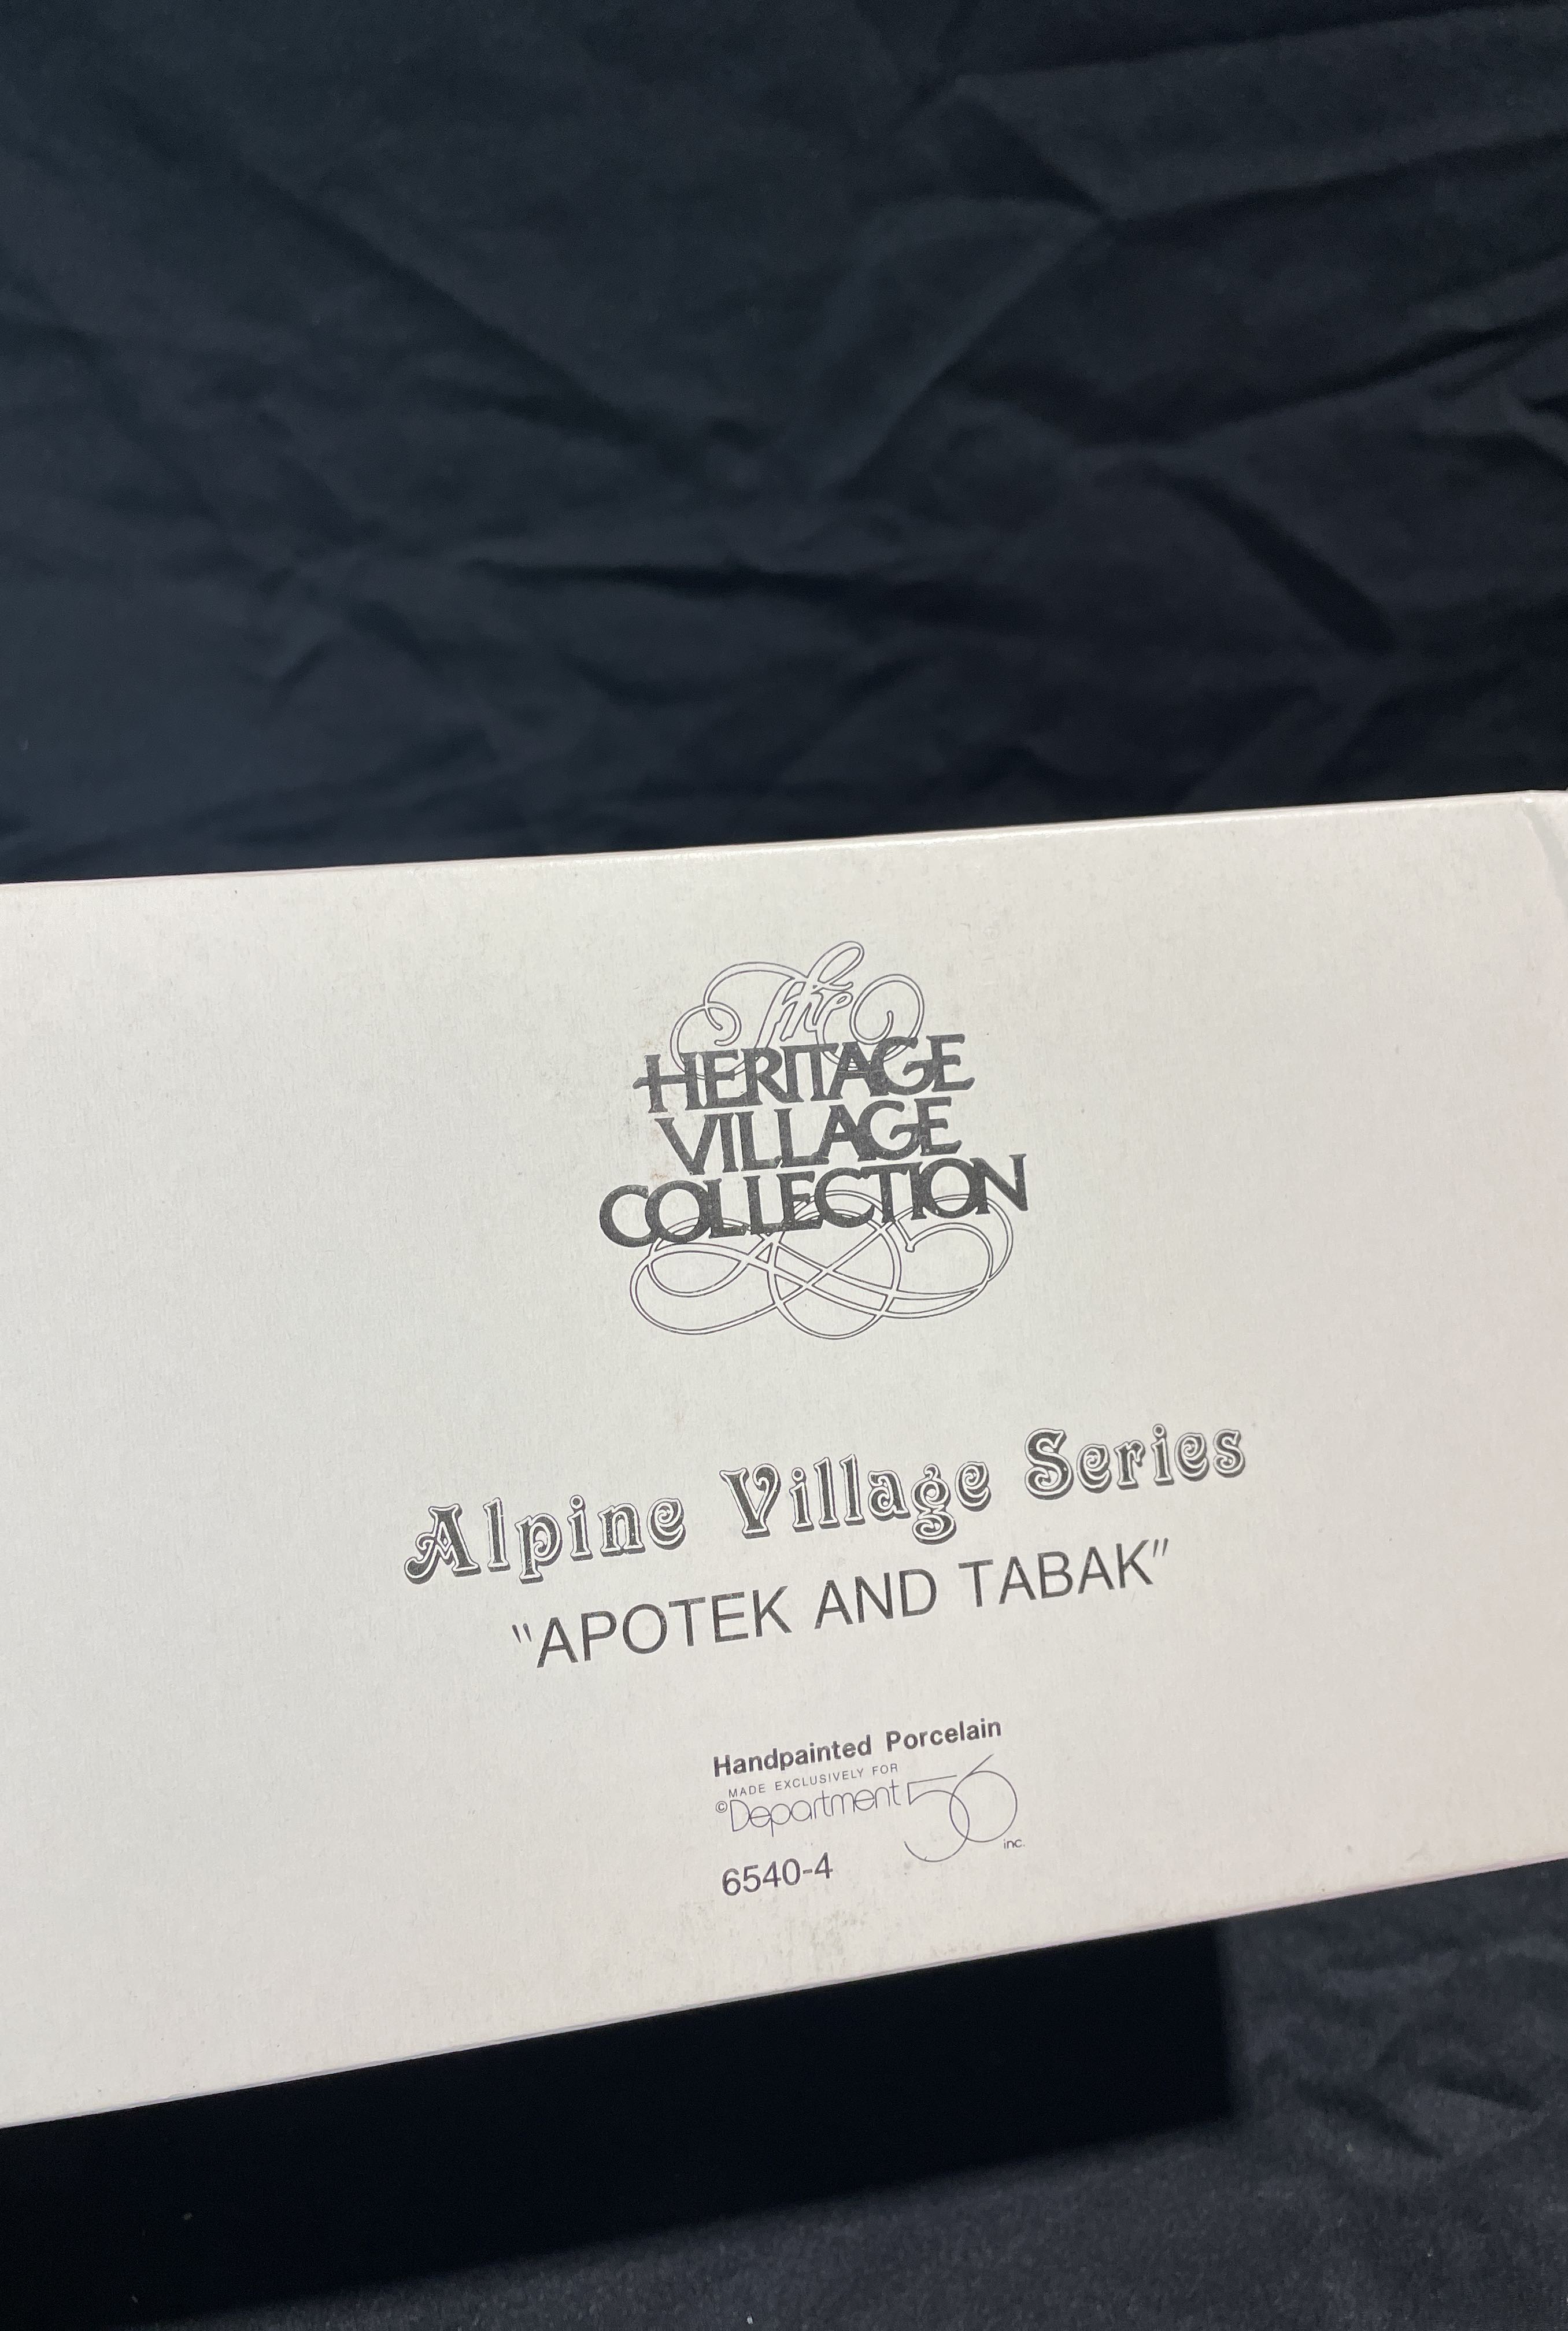 The
HERITAGE
VILLAGE
COLLECTION
Alpine Village Series
"APOTEK AND TABAK"
Handpainted Porcelain
MADE EXCLUSIVELY FOR
©Department 56 inc.
6540-4